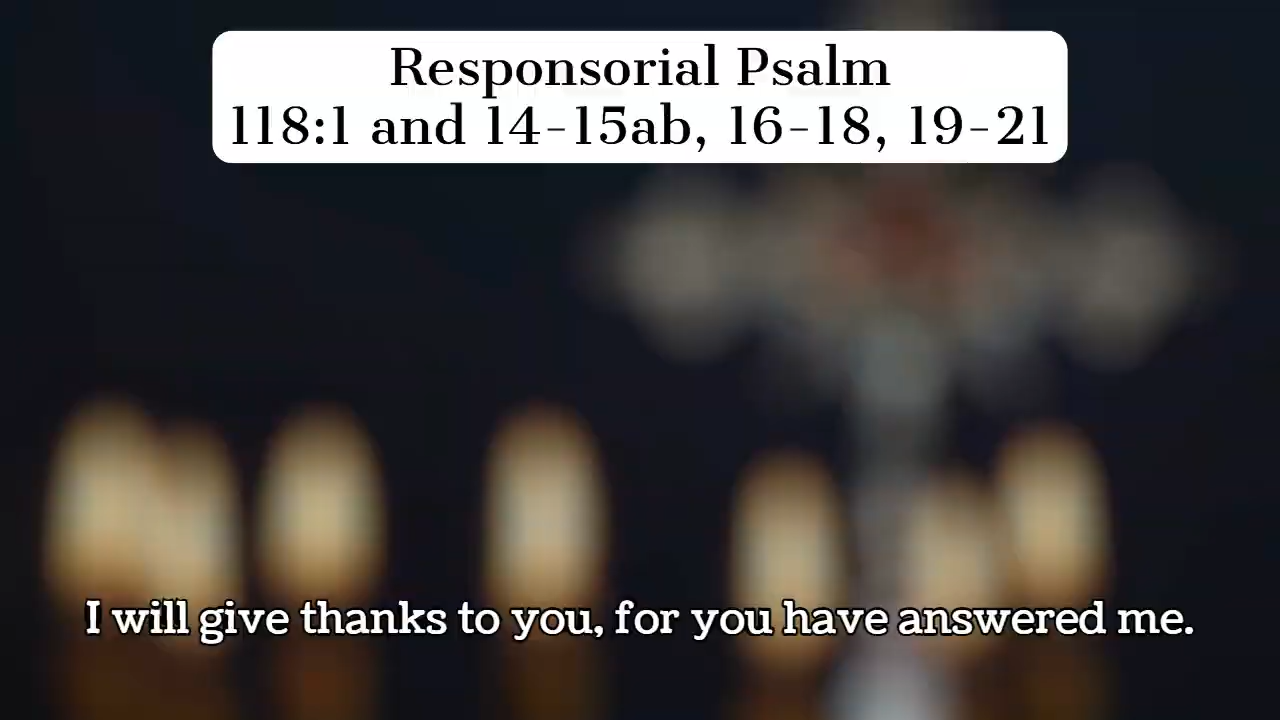 Responsorial Psalm
118:1 and 14-15ab, 16-18, 19-21
I will give thanks to you, for you have answered me.